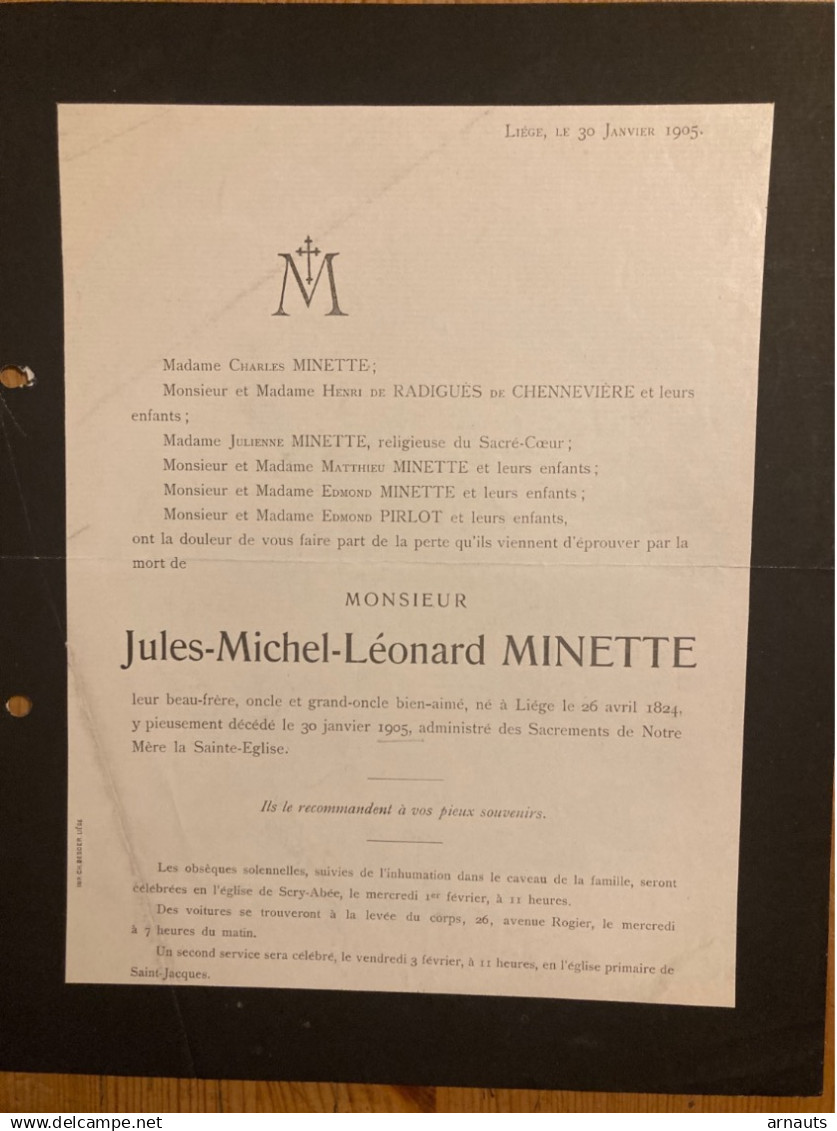 LIÉGE, LE 30 JANVIER 1905.
M
Madame CHARLES MINETTE;
Monsieur et Madame HENRI DE RADIGUÈS DE CHENNEVIÈRE et leurs
enfants;
Madame JULIENNE MINETTE, religieuse du Sacré-Cœur;
Monsieur et Madame MATTHIEU MINETTE et leurs enfants;
Monsieur et Madame EDMOND MINETTE et leurs enfants;
Monsieur et Madame EDMOND PIRLOT et leurs enfants,
ont la douleur de vous faire part de la perte qu'ils viennent d'éprouver par la
mort de
MONSIEUR
Jules-Michel-Léonard MINETTE
leur beau-frère, oncle et grand-oncle bien-aimé, né à Liége le 26 avril 1824,
y pieusement décédé le 30 janvier 1905, administré des Sacrements de Notre
Mère la Sainte-Eglise.
Ils le recommandent à vos pieux souvenirs.
IMP. CH. DESOER, LIÉGE
Les obsèques solennelles, suivies de l'inhumation dans le caveau de la famille, seront
célébrées en l'église de Scry-Abée, le mercredi 1er février, à 11 heures.
Des voitures se trouveront à la levée du corps, 26, avenue Rogier, le mercredi
à 7 heures du matin.
Un second service sera célébré, le vendredi 3 février, à 11 heures, en l'église primaire de
Saint-Jacques.
delcampe.net
arnauts